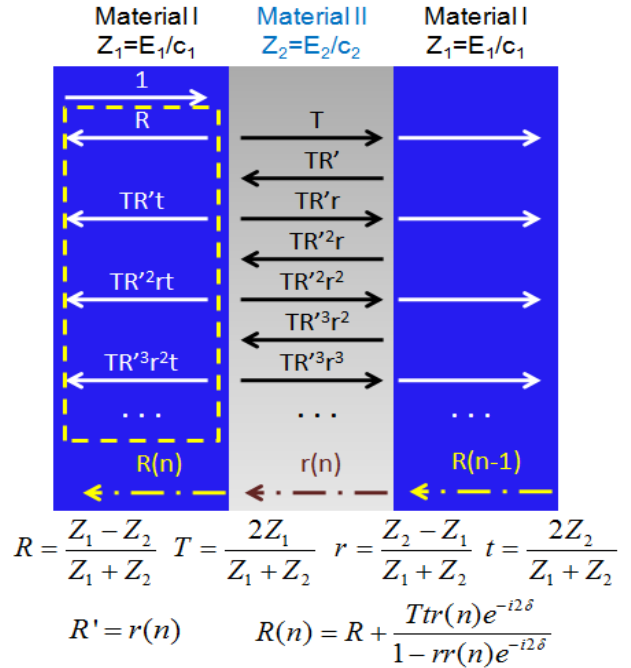 Material I Material II Material I
Z₁=E₁/c₁ Z₂=E₂/c₂ Z₁=E₁/c₁
1
R T
TR'
TR't TR'r
TR'²r
TR'²rt TR'²r²
TR'³r²
TR'³r²t TR'³r³
. . . . . . . . .
R(n) r(n) R(n-1)
R = (Z₁ − Z₂)/(Z₁ + Z₂) T = 2Z₁/(Z₁ + Z₂) r = (Z₂ − Z₁)/(Z₁ + Z₂) t = 2Z₂/(Z₁ + Z₂)
R' = r(n) R(n) = R + Ttr(n)e^{-i2δ}/(1 − rr(n)e^{-i2δ})